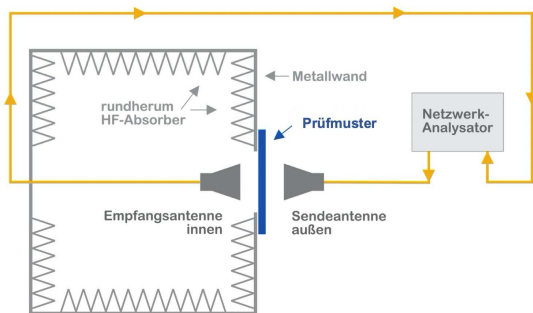 Metallwand
rundherum
HF-Absorber
Prüfmuster
Netzwerk-
Analysator
Empfangsantenne
innen
Sendeantenne
außen